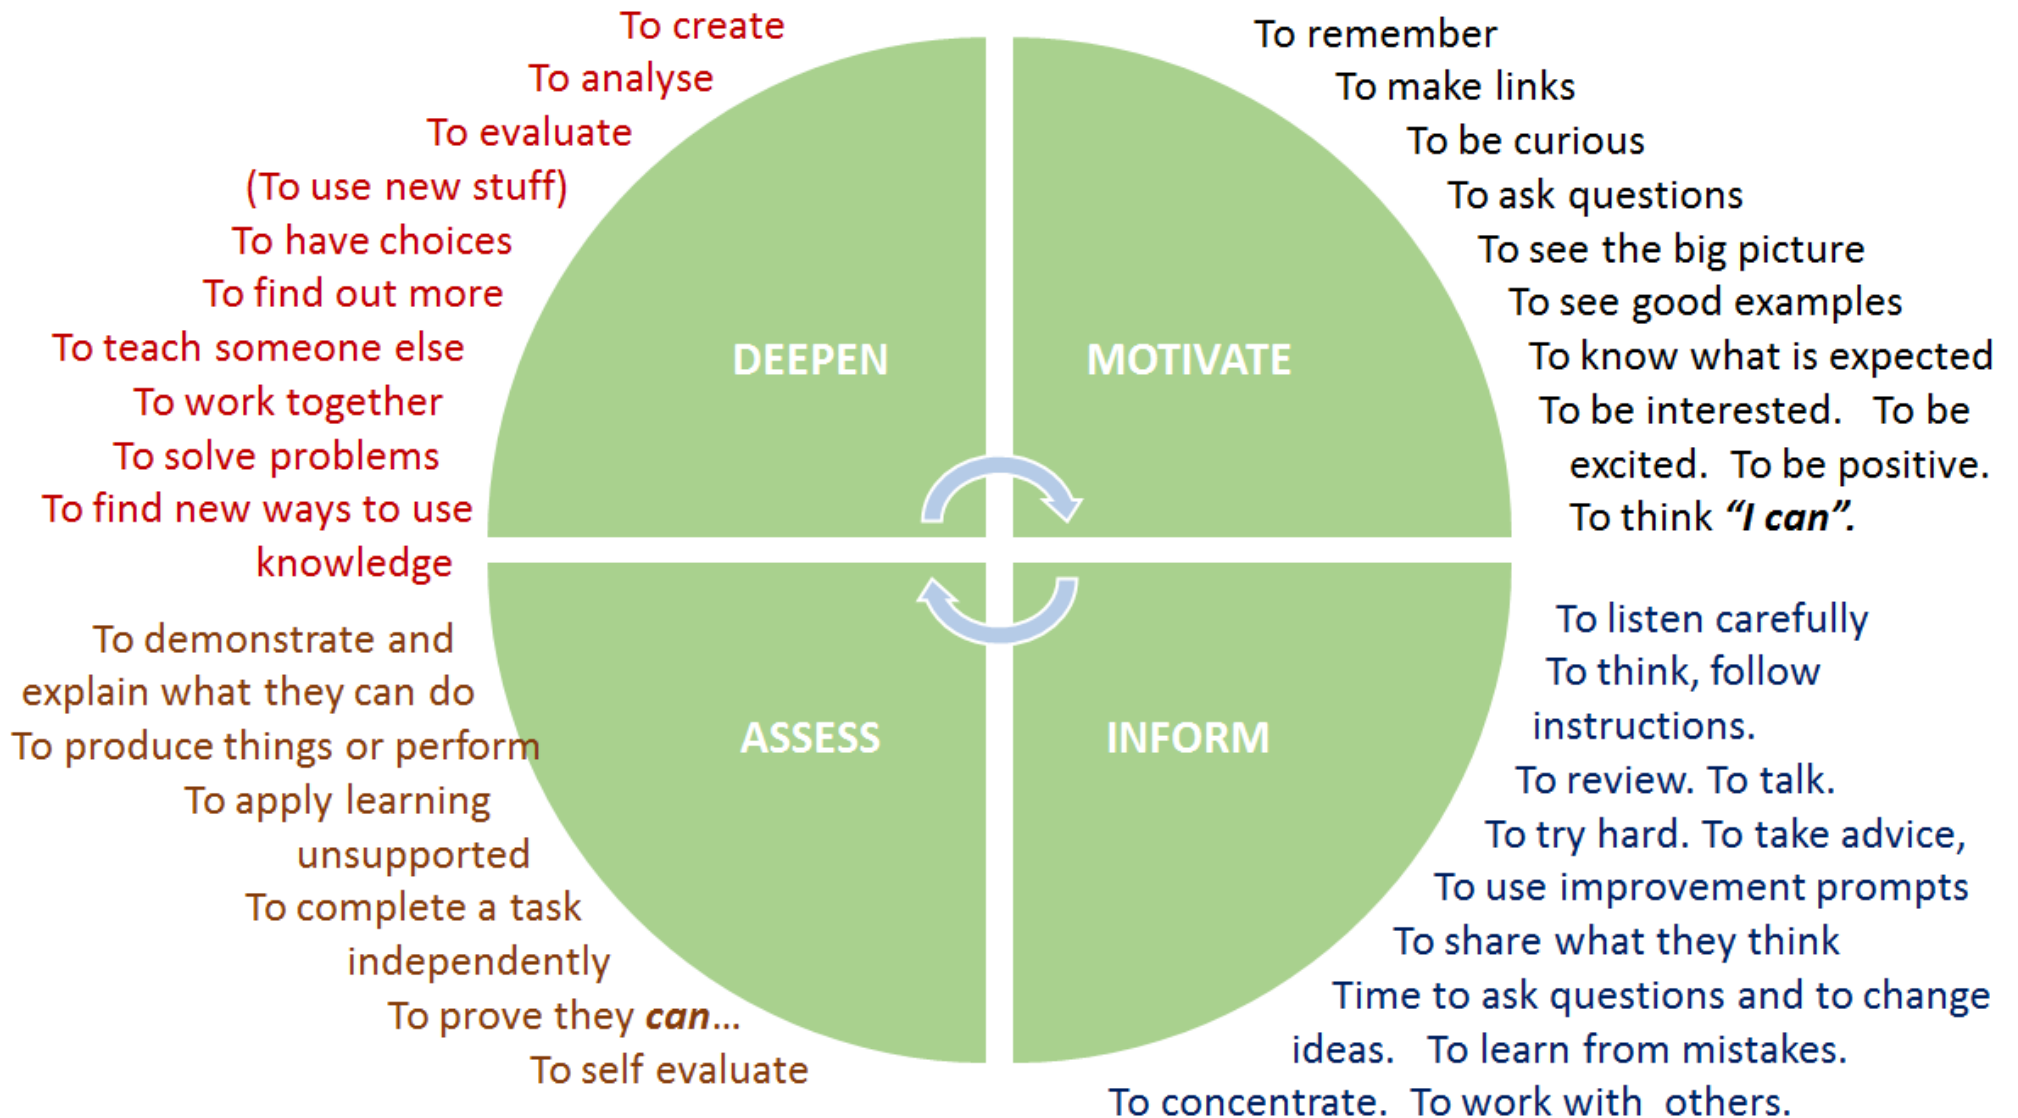 To create
To analyse
To evaluate
(To use new stuff)
To have choices
To find out more
To teach someone else
To work together
To solve problems
To find new ways to use
knowledge
DEEPEN
MOTIVATE
To remember
To make links
To be curious
To ask questions
To see the big picture
To see good examples
To know what is expected
To be interested.   To be
excited.  To be positive.
To think “I can”.
To demonstrate and
explain what they can do
To produce things or perform
To apply learning
unsupported
To complete a task
independently
To prove they can...
To self evaluate
ASSESS
INFORM
To listen carefully
To think, follow
instructions.
To review. To talk.
To try hard. To take advice,
To use improvement prompts
To share what they think
Time to ask questions and to change
ideas.   To learn from mistakes.
To concentrate.  To work with  others.